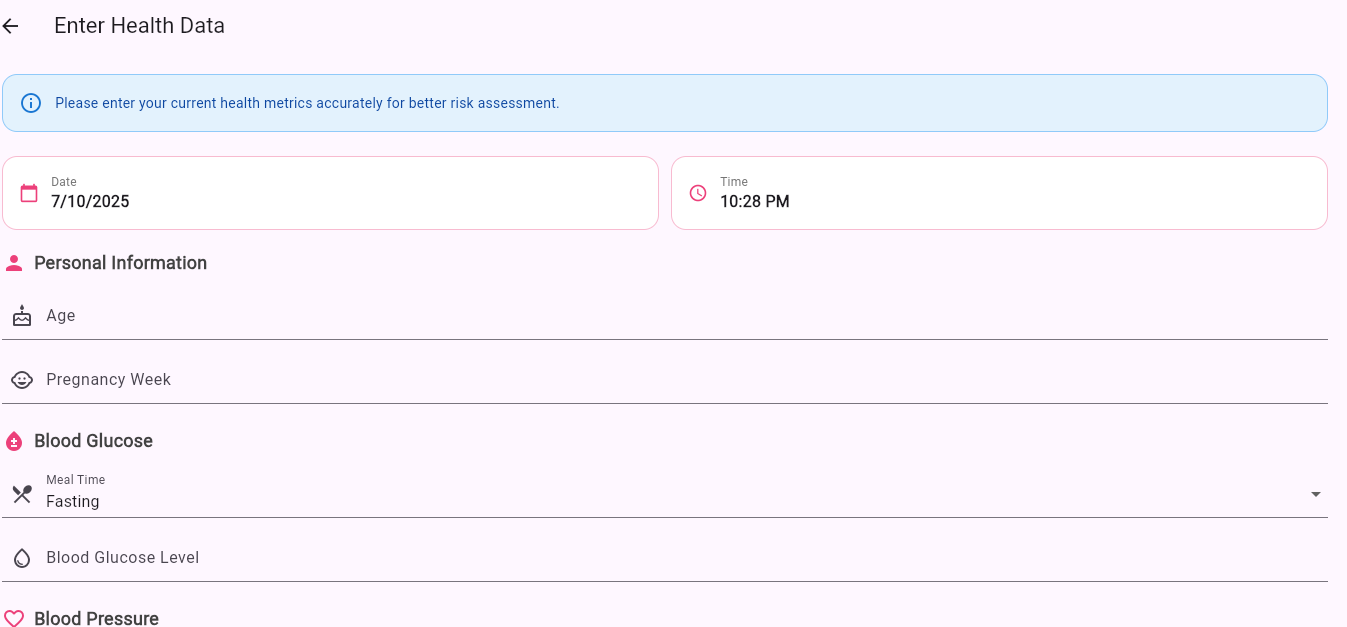 Enter Health Data
Please enter your current health metrics accurately for better risk assessment.
Date
7/10/2025
Time
10:28 PM
Personal Information
Age
Pregnancy Week
Blood Glucose
Meal Time
Fasting
Blood Glucose Level
Blood Pressure